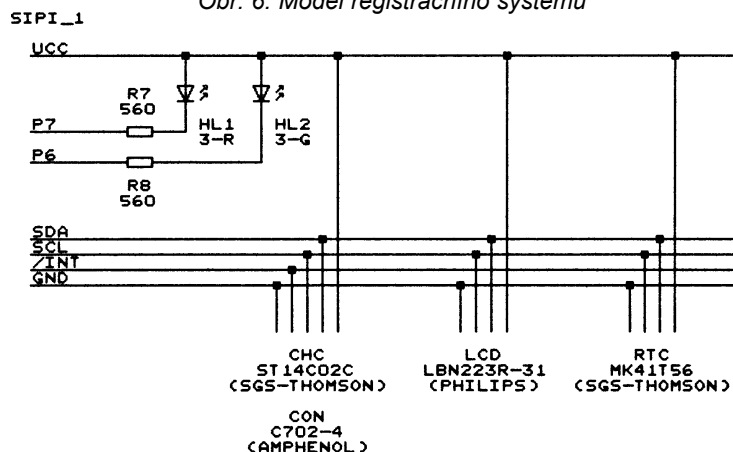 Obr. 6. Model registračního systému
SIPI_1
UCC
R7
560
HL1
3-R
HL2
3-G
P7
P6
R8
560
SDA
SCL
/INT
GND
CHC
ST14C02C
(SGS-THOMSON)
CON
C702-4
(AMPHENOL)
LCD
LBN223R-31
(PHILIPS)
RTC
MK41T56
(SGS-THOMSON)